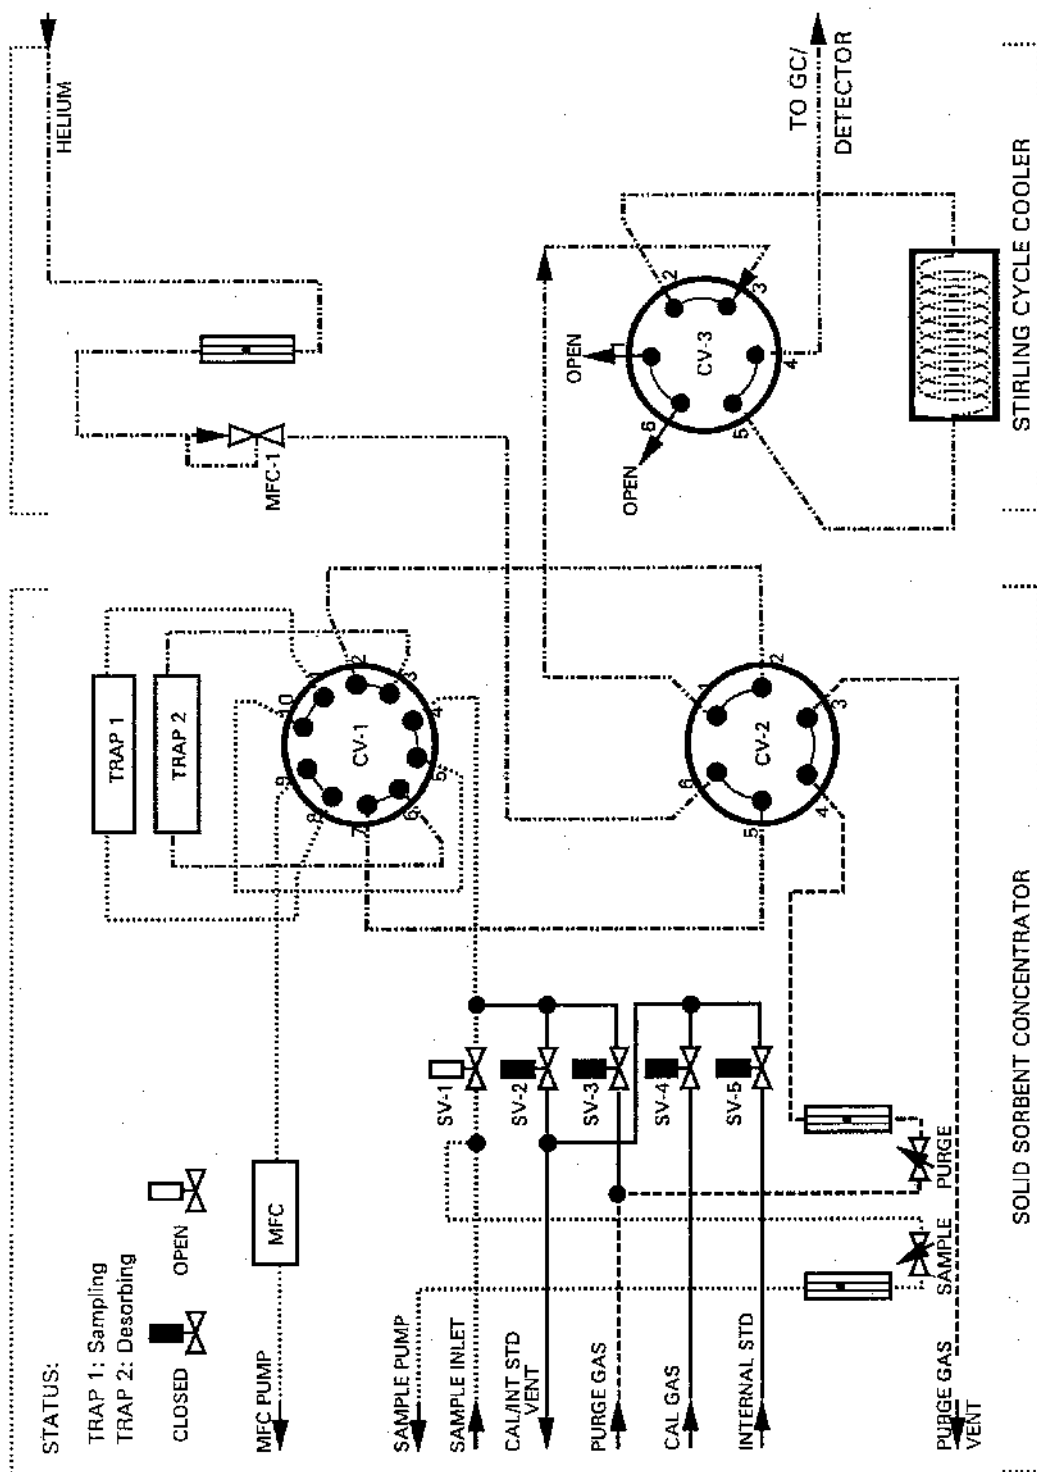 STATUS:
TRAP 1: Sampling
TRAP 2: Desorbing
CLOSED
OPEN
MFC PUMP
MFC
TRAP 1
TRAP 2
HELIUM
MFC-1
CV-1
1
2
3
4
5
6
7
8
9
10
SAMPLE PUMP
SAMPLE INLET
CAL/INT STD
VENT
PURGE GAS
CAL GAS
INTERNAL STD
PURGE GAS
VENT
SV-1
SV-2
SV-3
SV-4
SV-5
SAMPLE
PURGE
CV-2
1
2
3
4
5
6
OPEN
OPEN
CV-3
1
2
3
4
5
6
TO GC/
DETECTOR
SOLID SORBENT CONCENTRATOR
STIRLING CYCLE COOLER